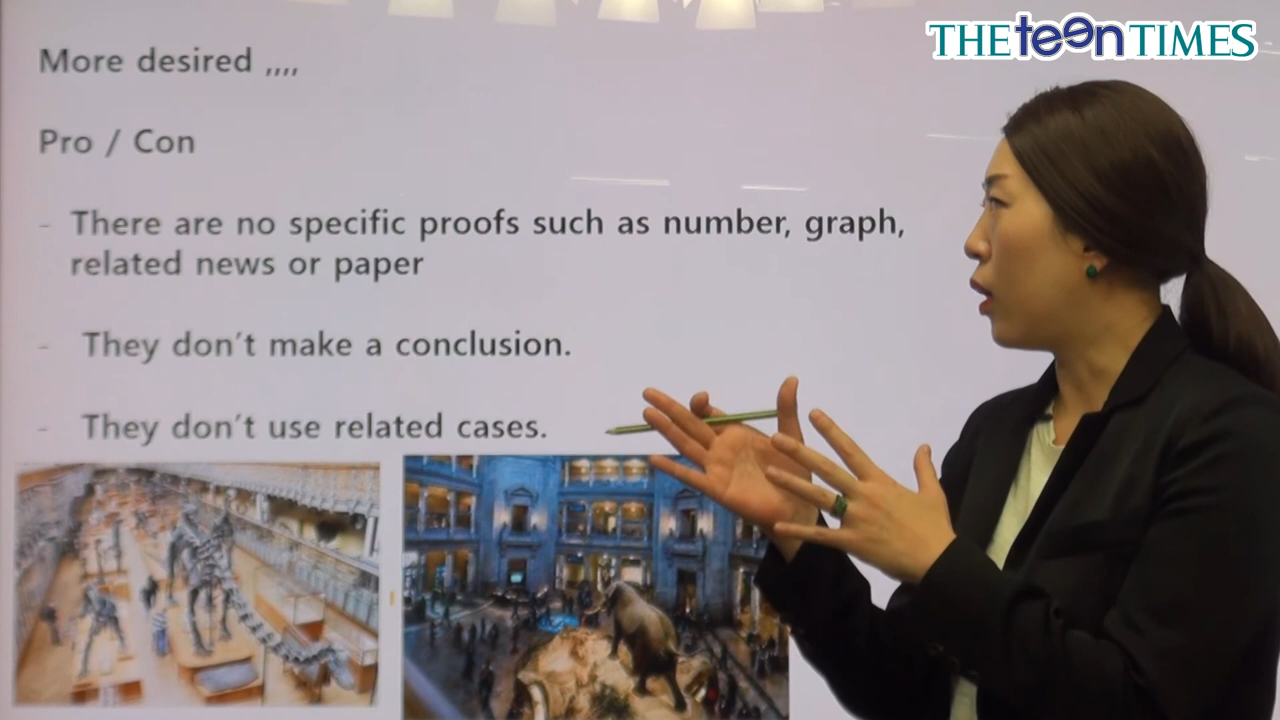 THE teen TIMES
More desired ,,,,
Pro / Con
- There are no specific proofs such as number, graph,
related news or paper
- They don't make a conclusion.
- They don't use related cases.